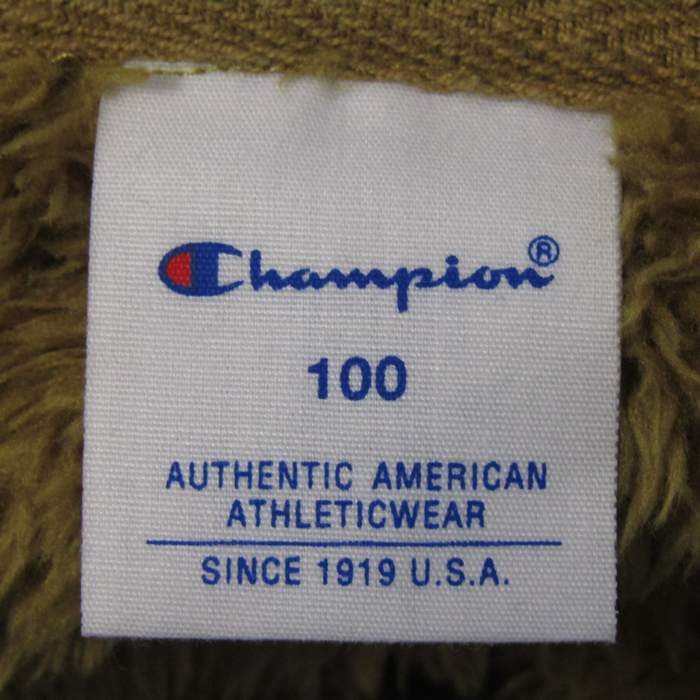 Champion®
100
AUTHENTIC AMERICAN
ATHLETICWEAR
SINCE 1919 U.S.A.